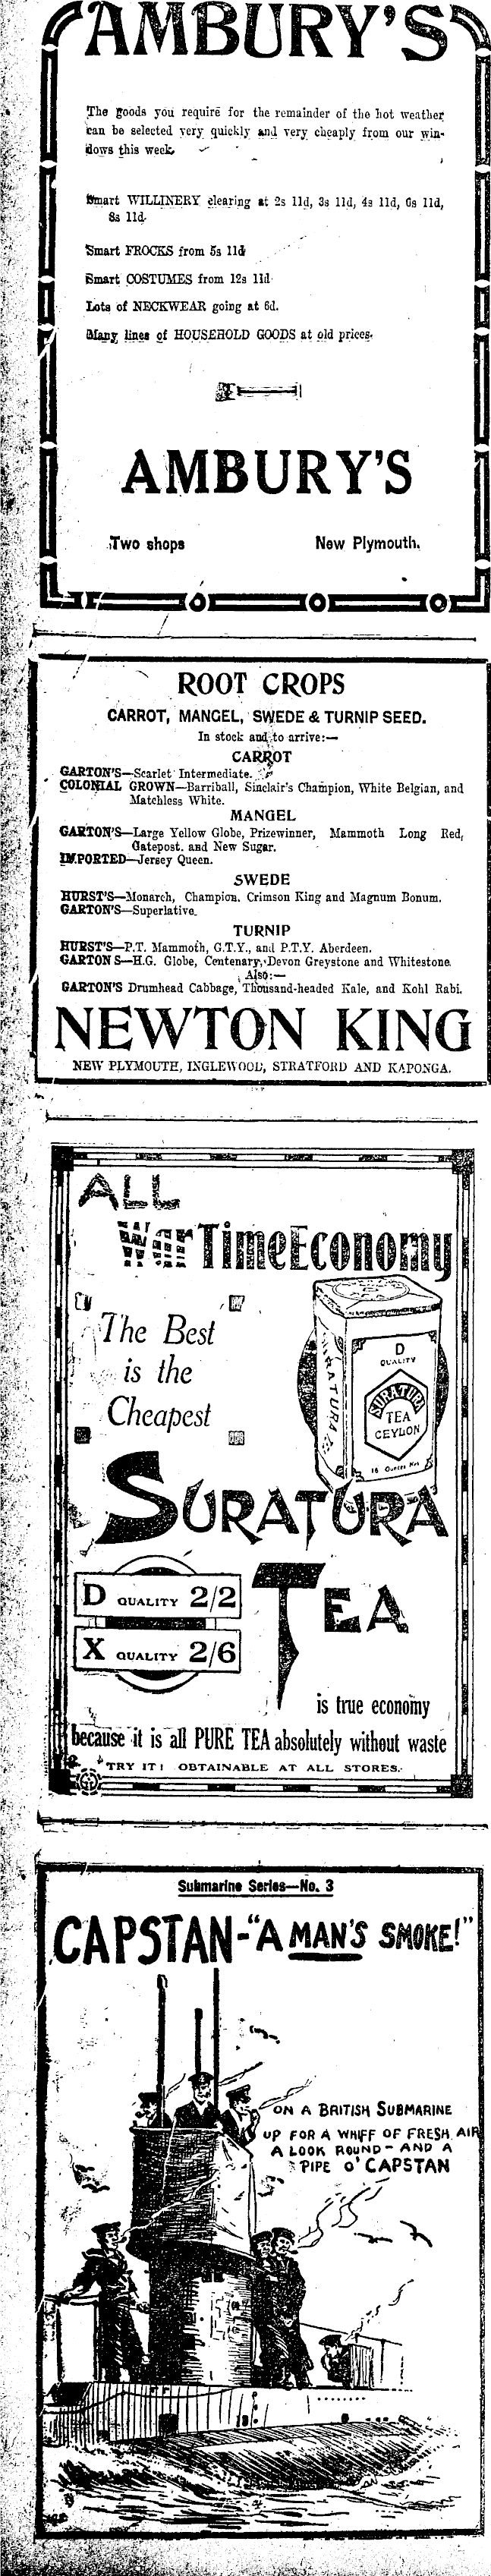 AMBURY'S
The goods you require for the remainder of the hot weather
can be selected very quickly and very cheaply from our win-
dows this week.
Smart WILLINERY clearing at 2s 11d, 3s 11d, 4s 11d, 6s 11d,
8s 11d.
Smart FROCKS from 5s 11d
Smart COSTUMES from 12s 11d
Lots of NECKWEAR going at 6d.
Many lines of HOUSEHOLD GOODS at old prices.
AMBURY'S
Two shops New Plymouth.
ROOT CROPS
CARROT, MANGEL, SWEDE & TURNIP SEED.
In stock and to arrive:—
CARROT
GARTON'S—Scarlet Intermediate.
COLONIAL GROWN—Barriball, Sinclair's Champion, White Belgian, and
Matchless White.
MANGEL
GARTON'S—Large Yellow Globe, Prizewinner, Mammoth Long Red,
Gatepost. and New Sugar.
IMPORTED—Jersey Queen.
SWEDE
HURST'S—Monarch, Champion, Crimson King and Magnum Bonum.
GARTON'S—Superlative.
TURNIP
HURST'S—P.T. Mammoth, G.T.Y., and P.T.Y. Aberdeen.
GARTON S—H.G. Globe, Centenary, Devon Greystone and Whitestone.
Also:—
GARTON'S Drumhead Cabbage, Thousand-headed Kale, and Kohl Rabi.
NEWTON KING
NEW PLYMOUTH, INGLEWOOD, STRATFORD AND KAPONGA.
ALL
War Time Economy
The Best
is the
Cheapest
SURATURA
D
QUALITY
SURATURA
TEA
CEYLON
16 Ounces Net
SURATURA
TEA
D QUALITY 2/2
X QUALITY 2/6
is true economy
because it is all PURE TEA absolutely without waste
TRY IT! OBTAINABLE AT ALL STORES.
Submarine Series—No. 3
CAPSTAN-"A MAN'S SMOKE!"
ON A BRITISH SUBMARINE
UP FOR A WHIFF OF FRESH AIR
A LOOK ROUND - AND A
PIPE O' CAPSTAN